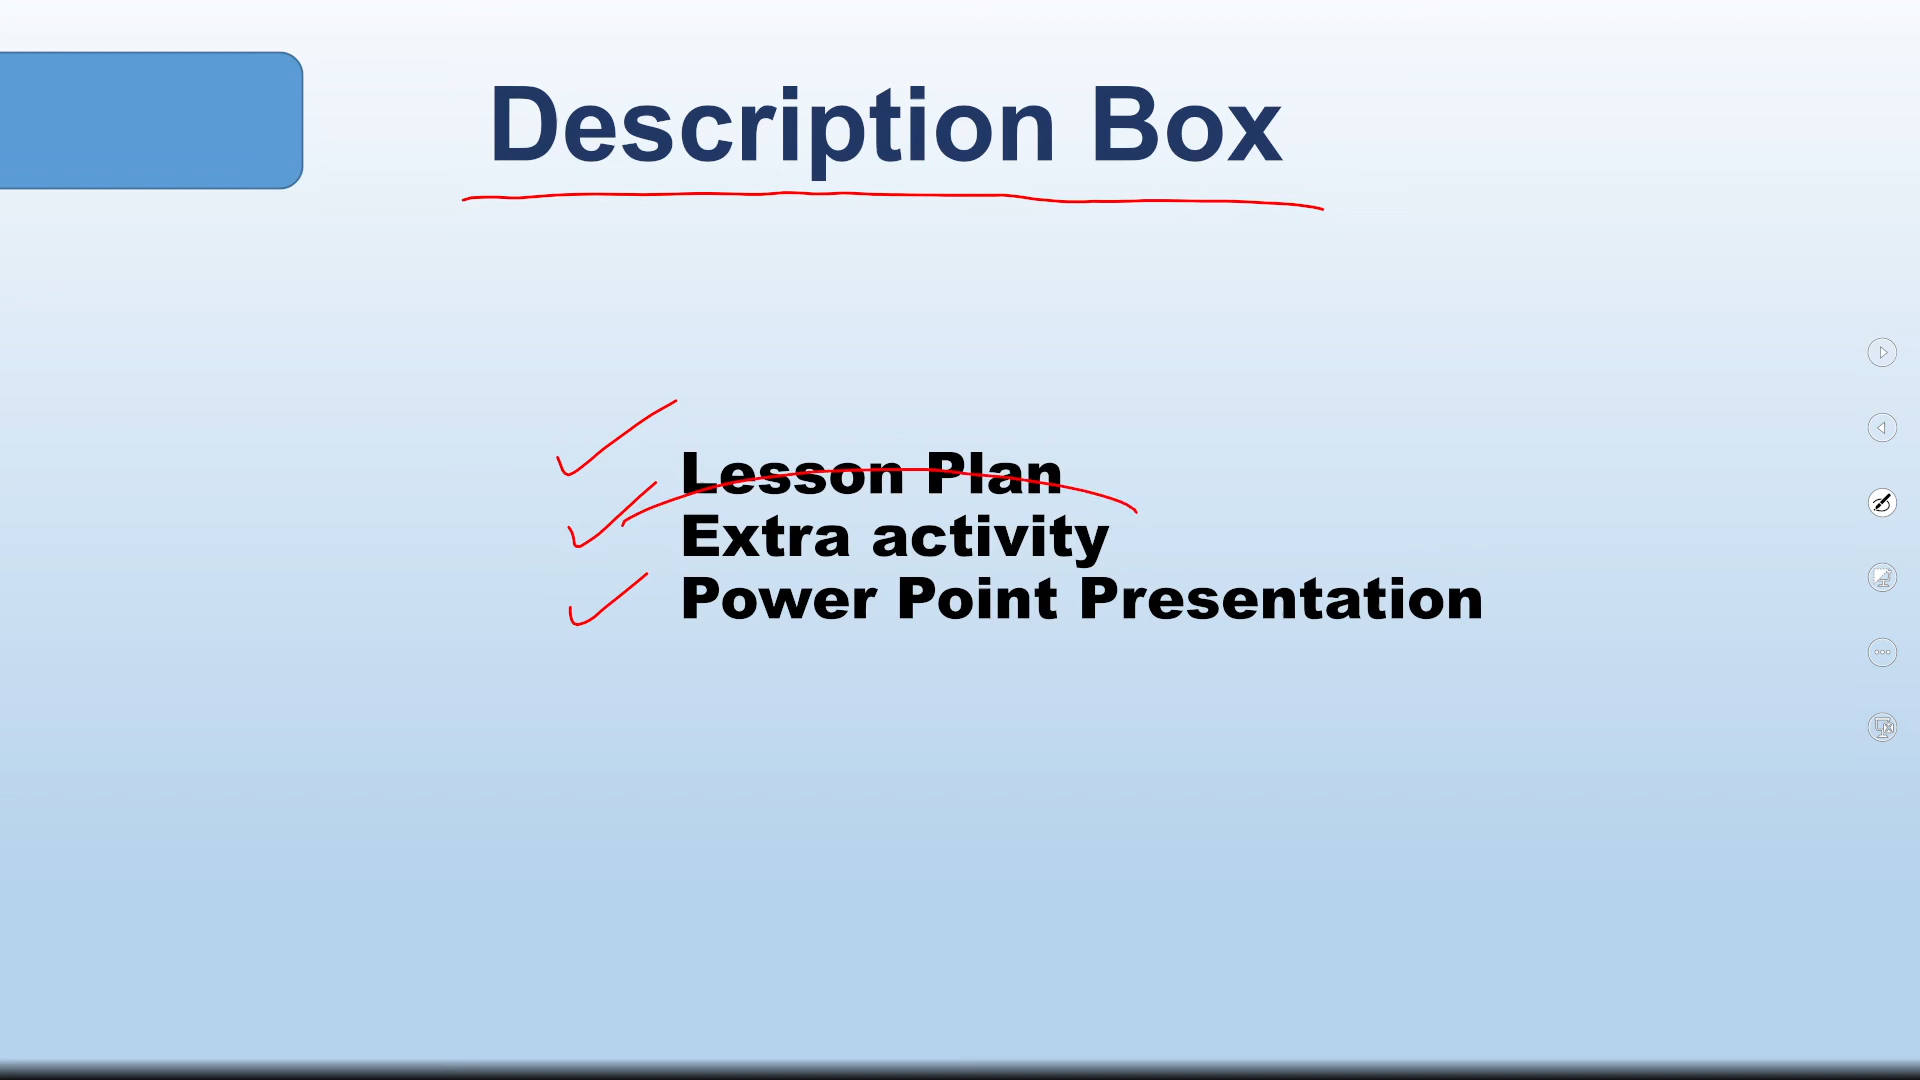 Description Box
Lesson Plan
Extra activity
Power Point Presentation